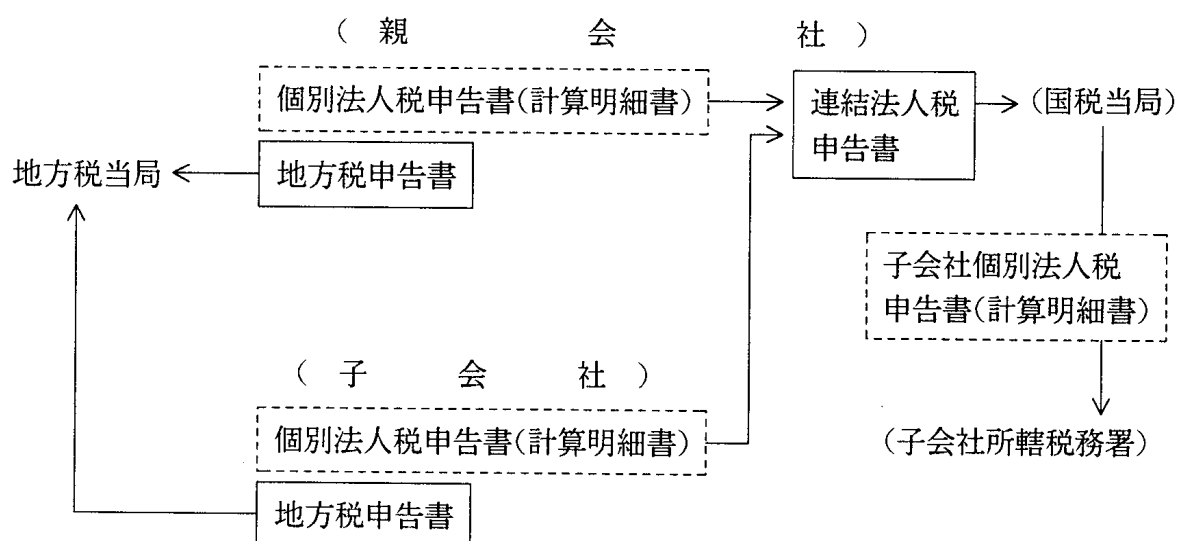 （　親　　　会　　　社　）
個別法人税申告書（計算明細書）
連結法人税
申告書
（国税当局）
地方税当局
地方税申告書
子会社個別法人税
申告書（計算明細書）
（　子　　会　　社　）
個別法人税申告書（計算明細書）
（子会社所轄税務署）
地方税申告書